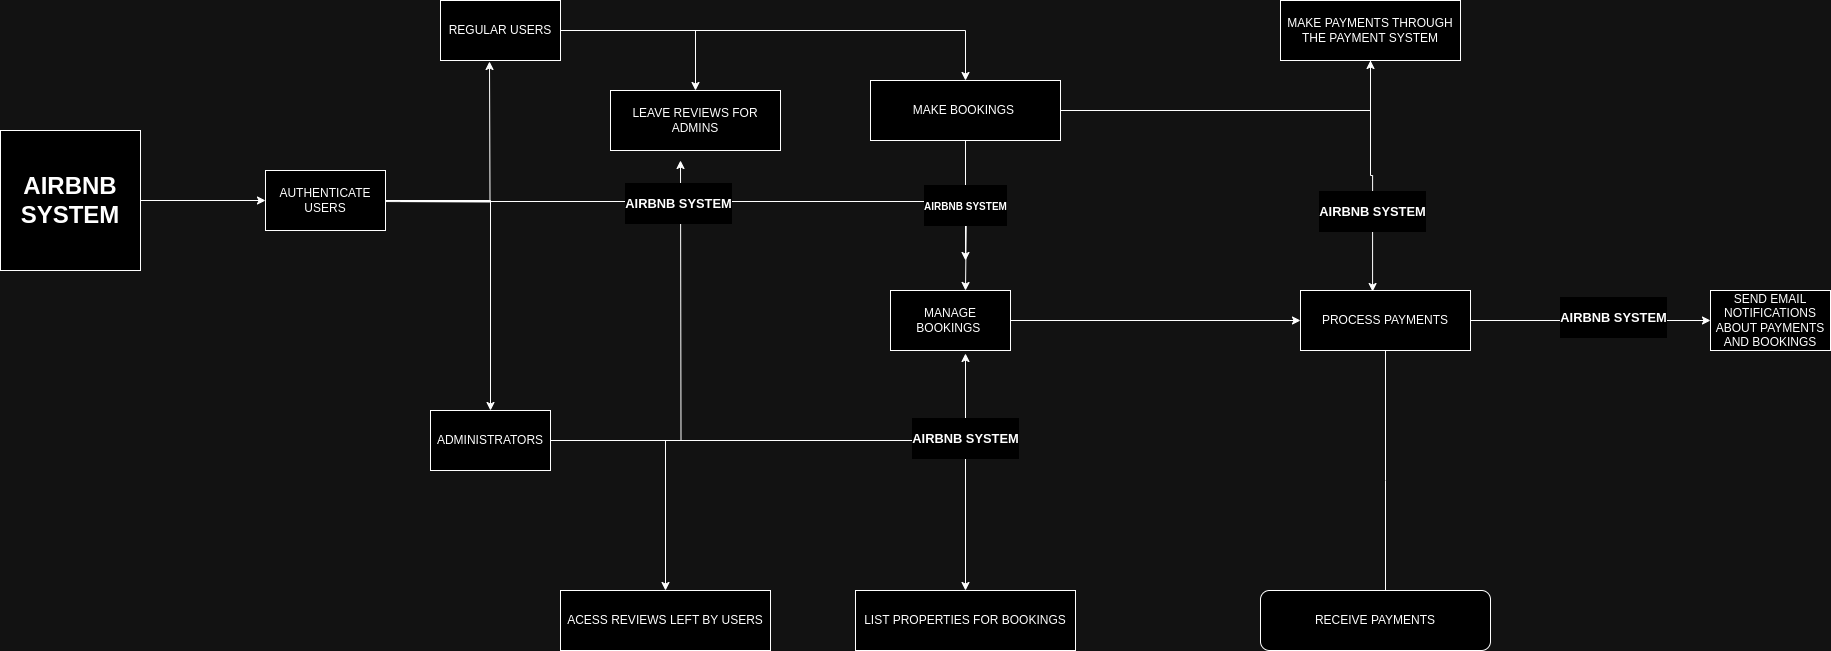 REGULAR USERS
MAKE PAYMENTS THROUGH
THE PAYMENT SYSTEM
LEAVE REVIEWS FOR
ADMINS
MAKE BOOKINGS
AIRBNB
SYSTEM
AUTHENTICATE
USERS
AIRBNB SYSTEM
AIRBNB SYSTEM
AIRBNB SYSTEM
MANAGE
BOOKINGS
PROCESS PAYMENTS
AIRBNB SYSTEM
SEND EMAIL
NOTIFICATIONS
ABOUT PAYMENTS
AND BOOKINGS
ADMINISTRATORS
AIRBNB SYSTEM
ACESS REVIEWS LEFT BY USERS
LIST PROPERTIES FOR BOOKINGS
RECEIVE PAYMENTS